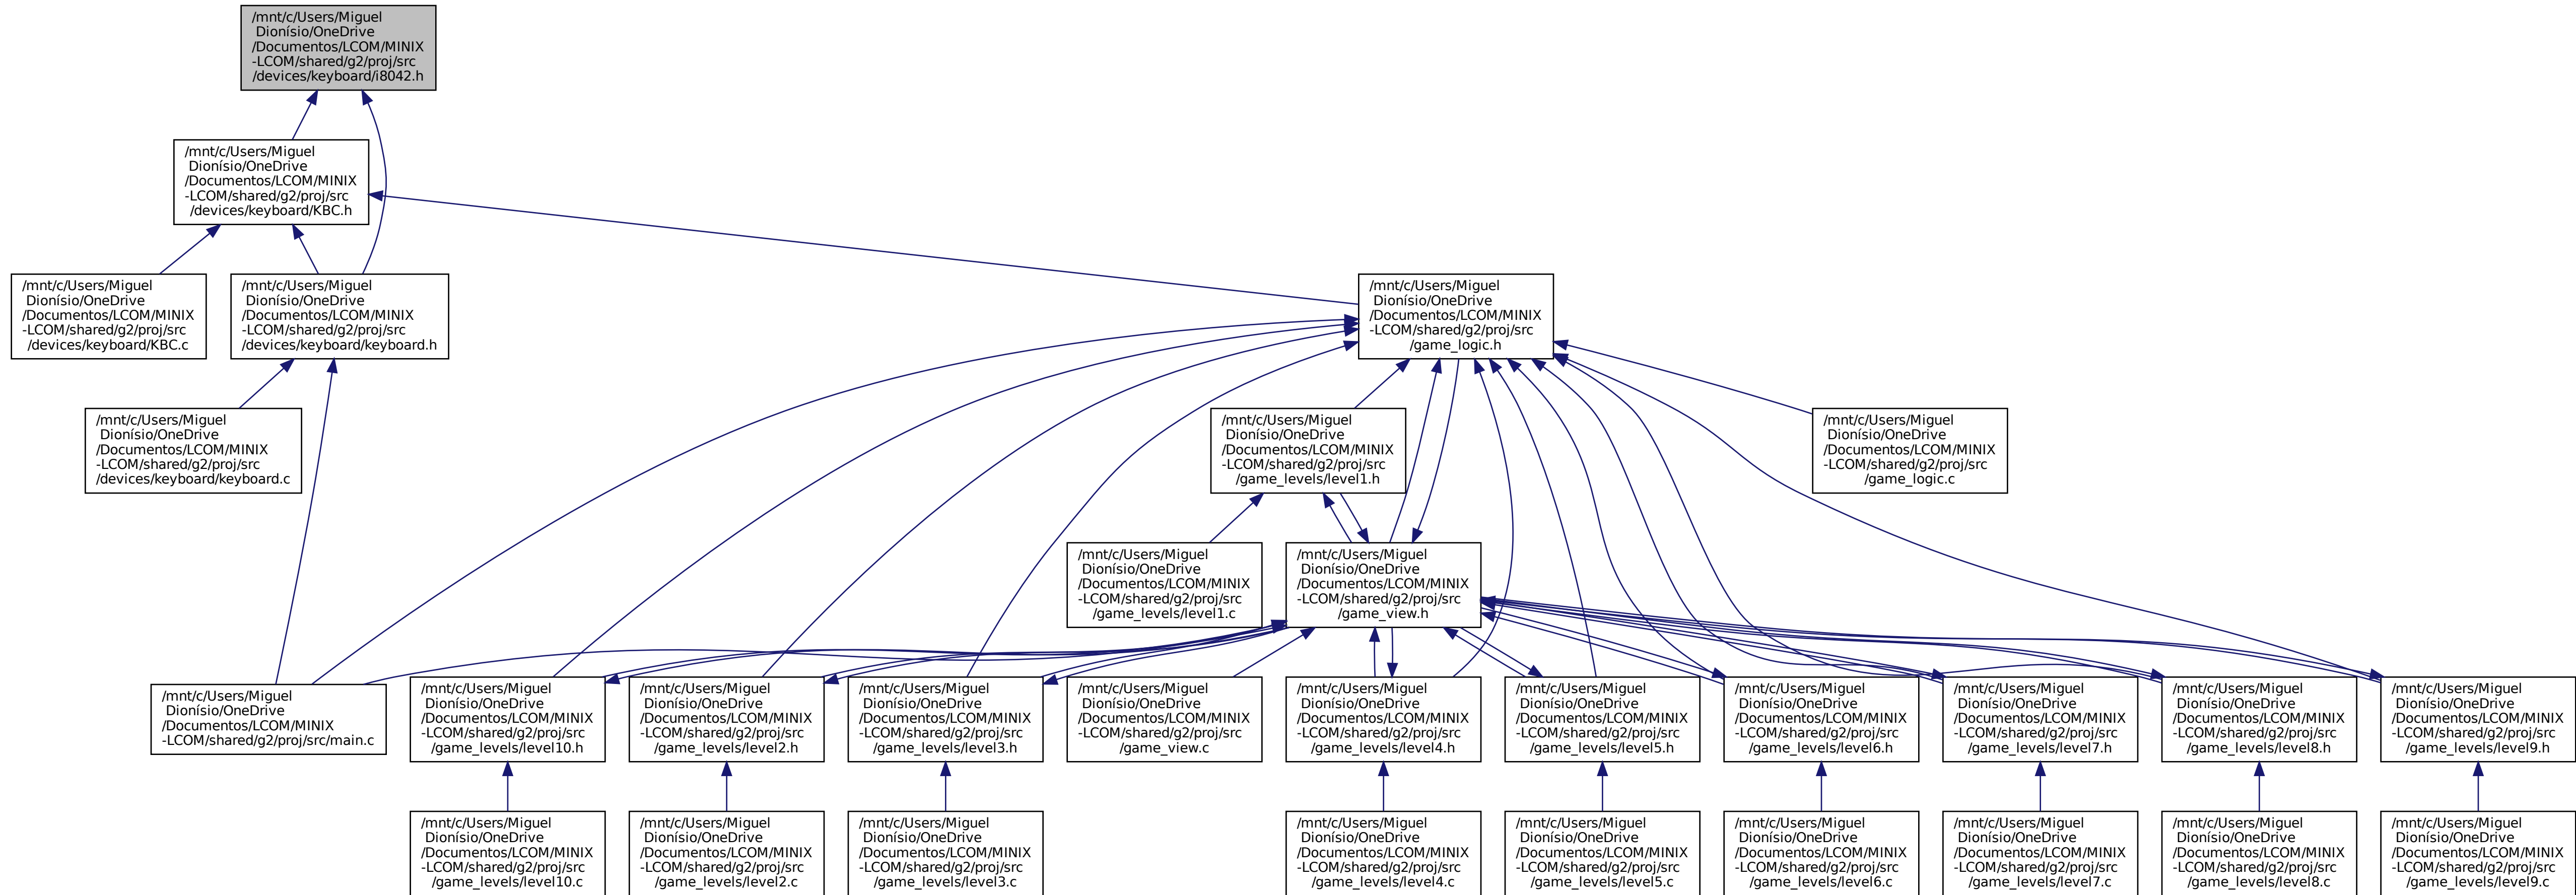 /mnt/c/Users/Miguel
Dionísio/OneDrive
/Documentos/LCOM/MINIX
-LCOM/shared/g2/proj/src
/devices/keyboard/i8042.h
/mnt/c/Users/Miguel
Dionísio/OneDrive
/Documentos/LCOM/MINIX
-LCOM/shared/g2/proj/src
/devices/keyboard/KBC.h
/mnt/c/Users/Miguel
Dionísio/OneDrive
/Documentos/LCOM/MINIX
-LCOM/shared/g2/proj/src
/devices/keyboard/KBC.c
/mnt/c/Users/Miguel
Dionísio/OneDrive
/Documentos/LCOM/MINIX
-LCOM/shared/g2/proj/src
/devices/keyboard/keyboard.h
/mnt/c/Users/Miguel
Dionísio/OneDrive
/Documentos/LCOM/MINIX
-LCOM/shared/g2/proj/src
/game_logic.h
/mnt/c/Users/Miguel
Dionísio/OneDrive
/Documentos/LCOM/MINIX
-LCOM/shared/g2/proj/src
/devices/keyboard/keyboard.c
/mnt/c/Users/Miguel
Dionísio/OneDrive
/Documentos/LCOM/MINIX
-LCOM/shared/g2/proj/src
/game_levels/level1.h
/mnt/c/Users/Miguel
Dionísio/OneDrive
/Documentos/LCOM/MINIX
-LCOM/shared/g2/proj/src
/game_logic.c
/mnt/c/Users/Miguel
Dionísio/OneDrive
/Documentos/LCOM/MINIX
-LCOM/shared/g2/proj/src
/game_levels/level1.c
/mnt/c/Users/Miguel
Dionísio/OneDrive
/Documentos/LCOM/MINIX
-LCOM/shared/g2/proj/src
/game_view.h
/mnt/c/Users/Miguel
Dionísio/OneDrive
/Documentos/LCOM/MINIX
-LCOM/shared/g2/proj/src/main.c
/mnt/c/Users/Miguel
Dionísio/OneDrive
/Documentos/LCOM/MINIX
-LCOM/shared/g2/proj/src
/game_levels/level10.h
/mnt/c/Users/Miguel
Dionísio/OneDrive
/Documentos/LCOM/MINIX
-LCOM/shared/g2/proj/src
/game_levels/level2.h
/mnt/c/Users/Miguel
Dionísio/OneDrive
/Documentos/LCOM/MINIX
-LCOM/shared/g2/proj/src
/game_levels/level3.h
/mnt/c/Users/Miguel
Dionísio/OneDrive
/Documentos/LCOM/MINIX
-LCOM/shared/g2/proj/src
/game_view.c
/mnt/c/Users/Miguel
Dionísio/OneDrive
/Documentos/LCOM/MINIX
-LCOM/shared/g2/proj/src
/game_levels/level4.h
/mnt/c/Users/Miguel
Dionísio/OneDrive
/Documentos/LCOM/MINIX
-LCOM/shared/g2/proj/src
/game_levels/level5.h
/mnt/c/Users/Miguel
Dionísio/OneDrive
/Documentos/LCOM/MINIX
-LCOM/shared/g2/proj/src
/game_levels/level6.h
/mnt/c/Users/Miguel
Dionísio/OneDrive
/Documentos/LCOM/MINIX
-LCOM/shared/g2/proj/src
/game_levels/level7.h
/mnt/c/Users/Miguel
Dionísio/OneDrive
/Documentos/LCOM/MINIX
-LCOM/shared/g2/proj/src
/game_levels/level8.h
/mnt/c/Users/Miguel
Dionísio/OneDrive
/Documentos/LCOM/MINIX
-LCOM/shared/g2/proj/src
/game_levels/level9.h
/mnt/c/Users/Miguel
Dionísio/OneDrive
/Documentos/LCOM/MINIX
-LCOM/shared/g2/proj/src
/game_levels/level10.c
/mnt/c/Users/Miguel
Dionísio/OneDrive
/Documentos/LCOM/MINIX
-LCOM/shared/g2/proj/src
/game_levels/level2.c
/mnt/c/Users/Miguel
Dionísio/OneDrive
/Documentos/LCOM/MINIX
-LCOM/shared/g2/proj/src
/game_levels/level3.c
/mnt/c/Users/Miguel
Dionísio/OneDrive
/Documentos/LCOM/MINIX
-LCOM/shared/g2/proj/src
/game_levels/level4.c
/mnt/c/Users/Miguel
Dionísio/OneDrive
/Documentos/LCOM/MINIX
-LCOM/shared/g2/proj/src
/game_levels/level5.c
/mnt/c/Users/Miguel
Dionísio/OneDrive
/Documentos/LCOM/MINIX
-LCOM/shared/g2/proj/src
/game_levels/level6.c
/mnt/c/Users/Miguel
Dionísio/OneDrive
/Documentos/LCOM/MINIX
-LCOM/shared/g2/proj/src
/game_levels/level7.c
/mnt/c/Users/Miguel
Dionísio/OneDrive
/Documentos/LCOM/MINIX
-LCOM/shared/g2/proj/src
/game_levels/level8.c
/mnt/c/Users/Miguel
Dionísio/OneDrive
/Documentos/LCOM/MINIX
-LCOM/shared/g2/proj/src
/game_levels/level9.c